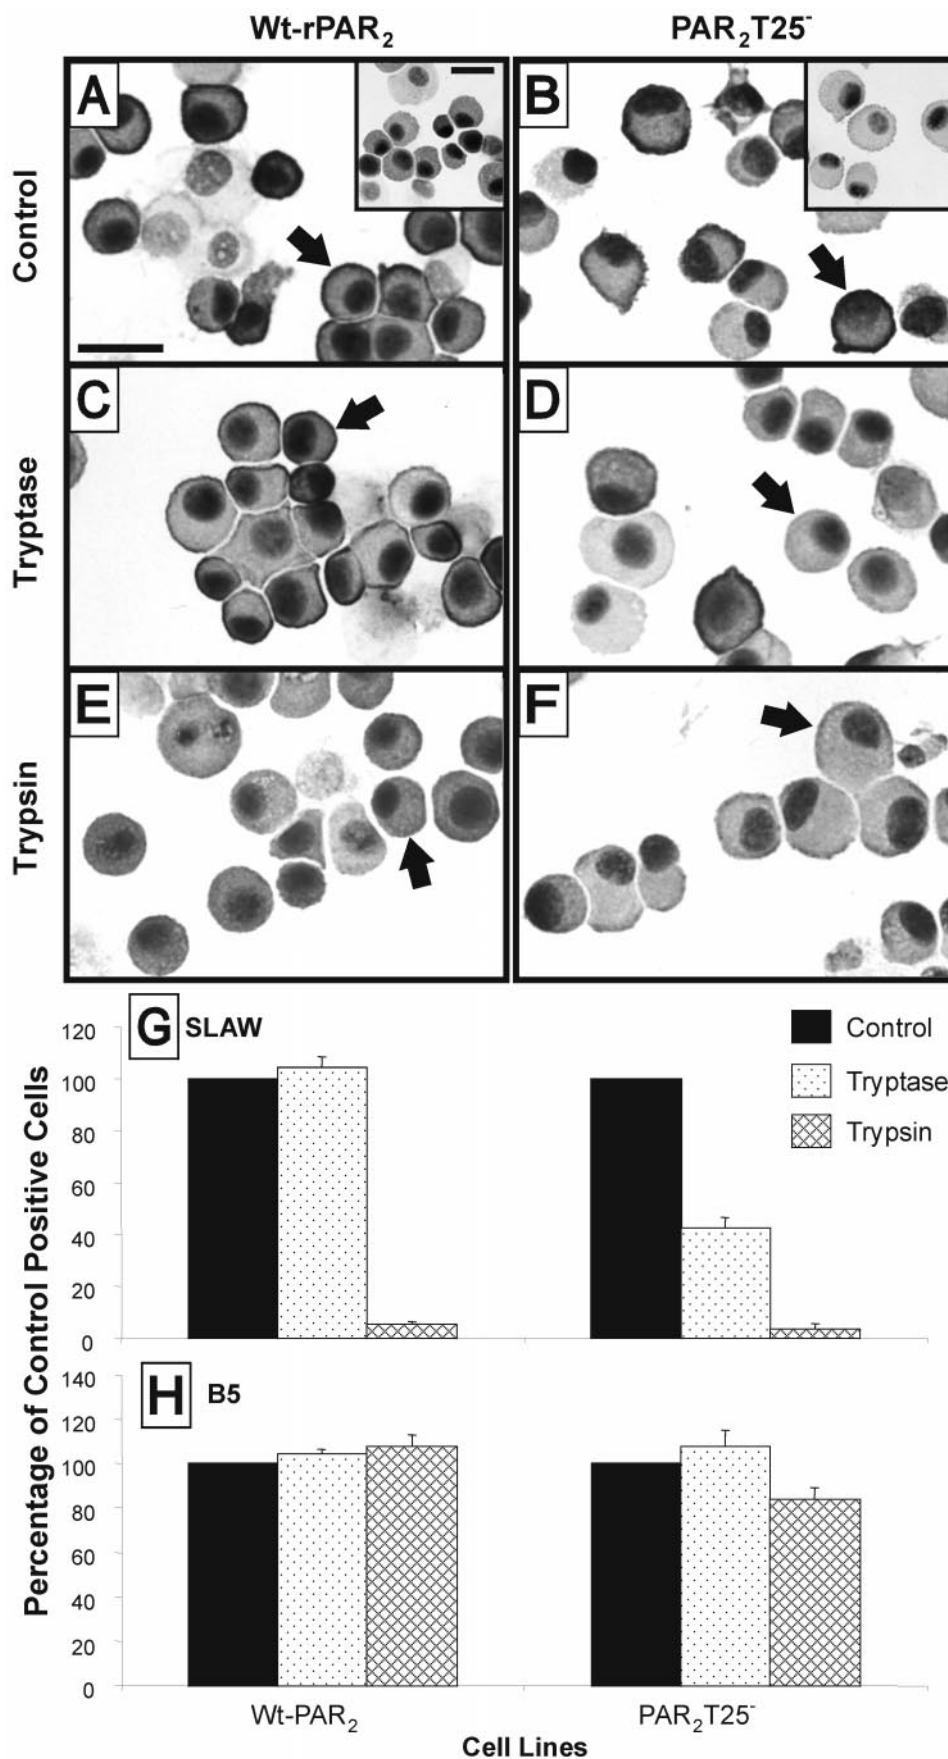 Wt-rPAR₂ PAR₂T25⁻
Control
A
B
Tryptase
C
D
Trypsin
E
F
Percentage of Control Positive Cells
G SLAW
120
100
80
60
40
20
0
Control
Tryptase
Trypsin
H B5
140
120
100
80
60
40
20
0
Wt-PAR₂ PAR₂T25⁻
Cell Lines